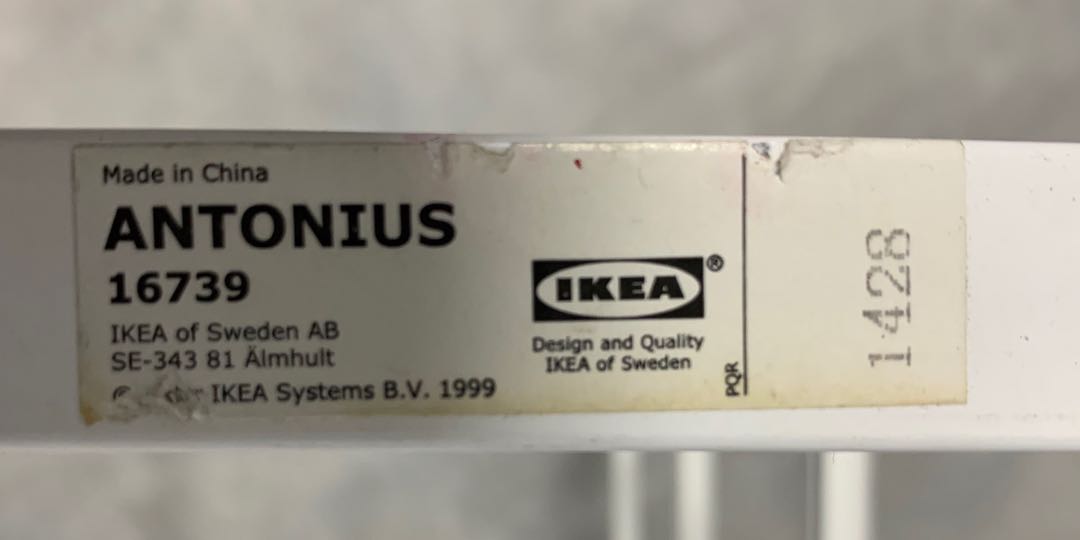 Made in China
ANTONIUS
16739
IKEA of Sweden AB
SE-343 81 Älmhult
IKEA Systems B.V. 1999
IKEA®
Design and Quality
IKEA of Sweden
PQR
1428